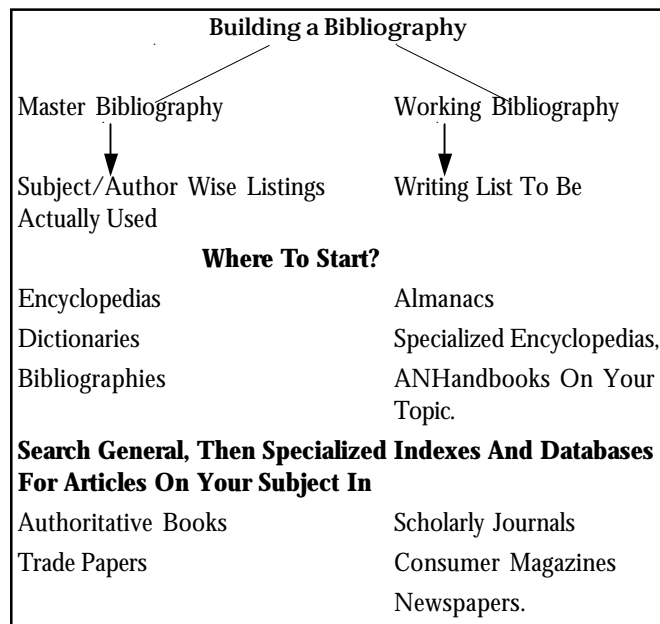 Building a Bibliography
Master Bibliography
Working Bibliography
Subject/Author Wise Listings
Actually Used
Writing List To Be
Where To Start?
Encyclopedias
Almanacs
Dictionaries
Specialized Encyclopedias,
Bibliographies
ANHandbooks On Your
Topic.
Search General, Then Specialized Indexes And Databases
For Articles On Your Subject In
Authoritative Books
Scholarly Journals
Trade Papers
Consumer Magazines
Newspapers.